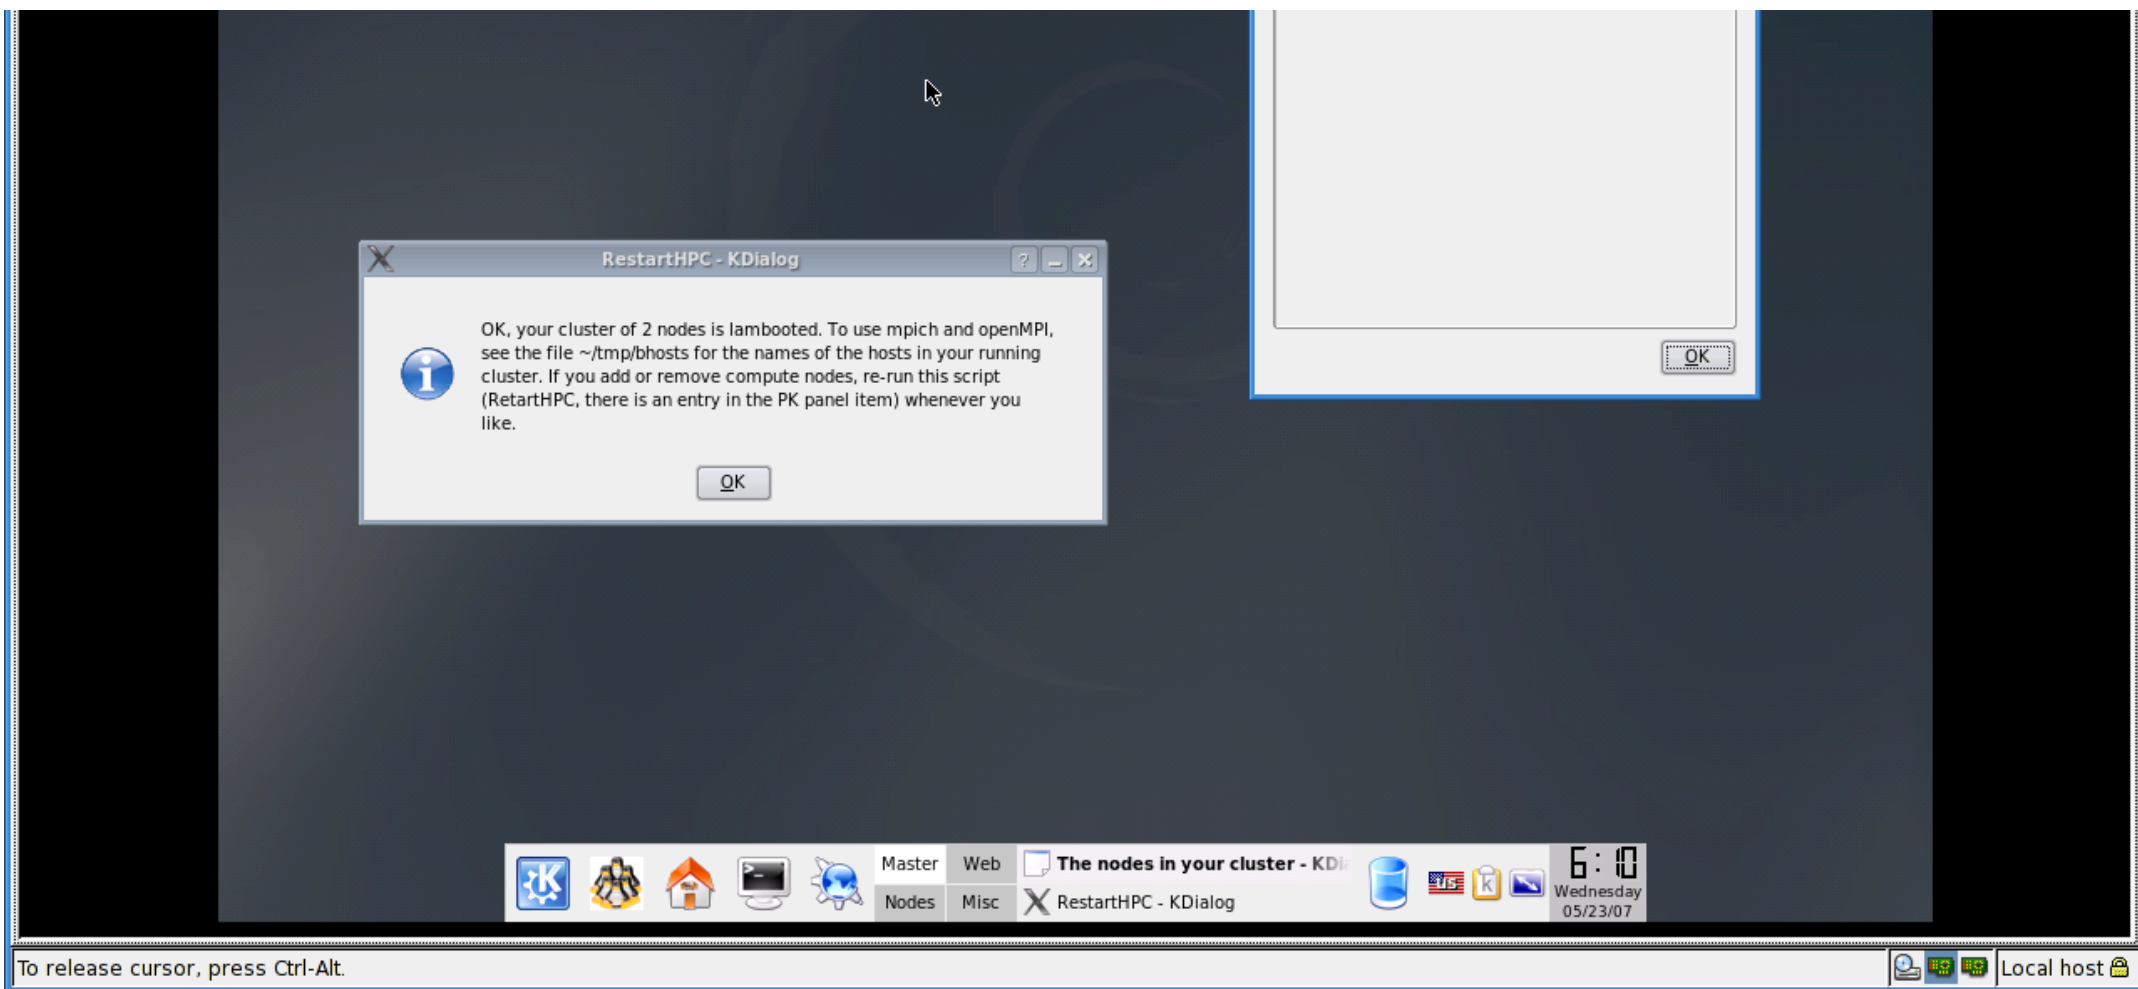 RestartHPC - KDialog
?
OK, your cluster of 2 nodes is lambooted. To use mpich and openMPI,
see the file ~/tmp/bhosts for the names of the hosts in your running
cluster. If you add or remove compute nodes, re-run this script
(RetartHPC, there is an entry in the PK panel item) whenever you
like.
OK
OK
Master
Web
Nodes
Misc
The nodes in your cluster - KDi
RestartHPC - KDialog
us
k
6:10
Wednesday
05/23/07
To release cursor, press Ctrl-Alt.
Local host